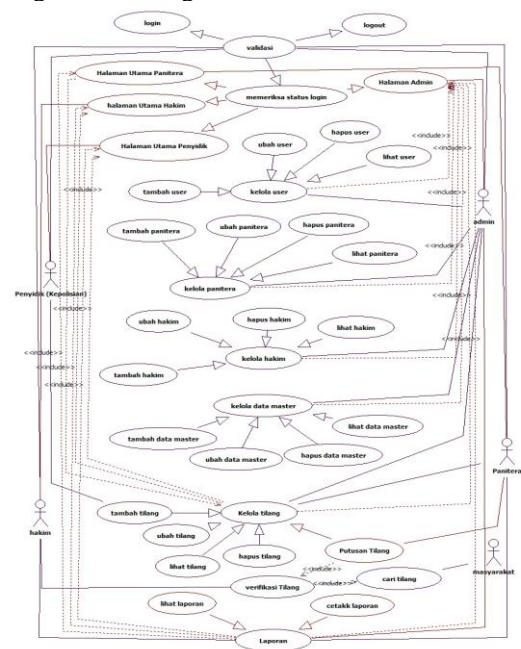 login
logout
validasi
Halaman Utama Panitera
Halaman Admin
memeriksa status login
halaman Utama Hakim
Halaman Utama Penyidik
hapus user
<<include>>
ubah user
lihat user
<<include>>
tambah user
kelola user
<<include>>
admin
tambah panitera
ubah panitera
hapus panitera
<<include>>
lihat panitera
Penyidik (Kepolisian)
kelola panitera
<<include>>
ubah hakim
hapus hakim
lihat hakim
<<include>>
<<include>>
kelola hakim
tambah hakim
<<include>>
kelola data master
lihat data master
tambah data master
ubah data master
hapus data master
Panitera
tambah tilang
Kelola tilang
ubah tilang
hakim
lihat tilang
hapus tilang
Putusan Tilang
<<include>>
masyarakat
verifikasi Tilang
<<include>>
cari tilang
lihat laporan
cetakk laporan
Laporan